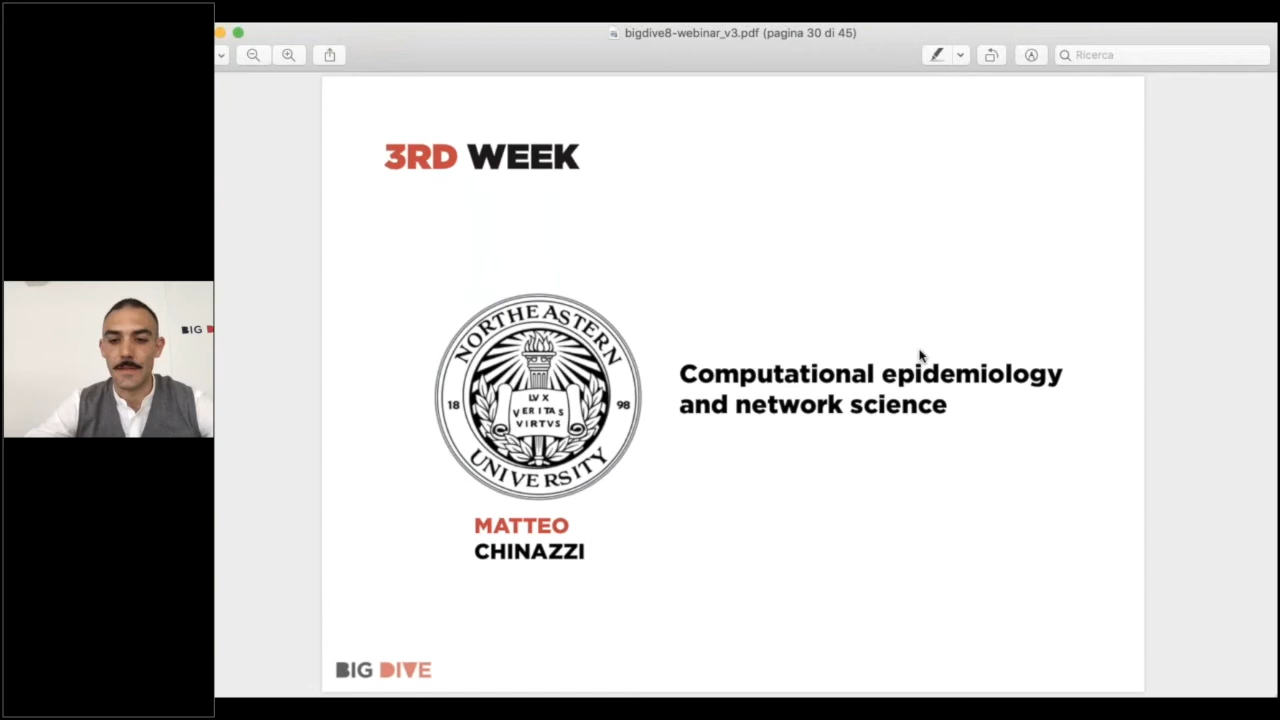 bigdive8-webinar_v3.pdf (pagina 30 di 45)
Ricerca
BIG D
3RD WEEK
NORTHEASTERN
18 98
LVX
VERITAS
VIRTVS
UNIVERSITY
Computational epidemiology
and network science
MATTEO
CHINAZZI
BIG DIVE